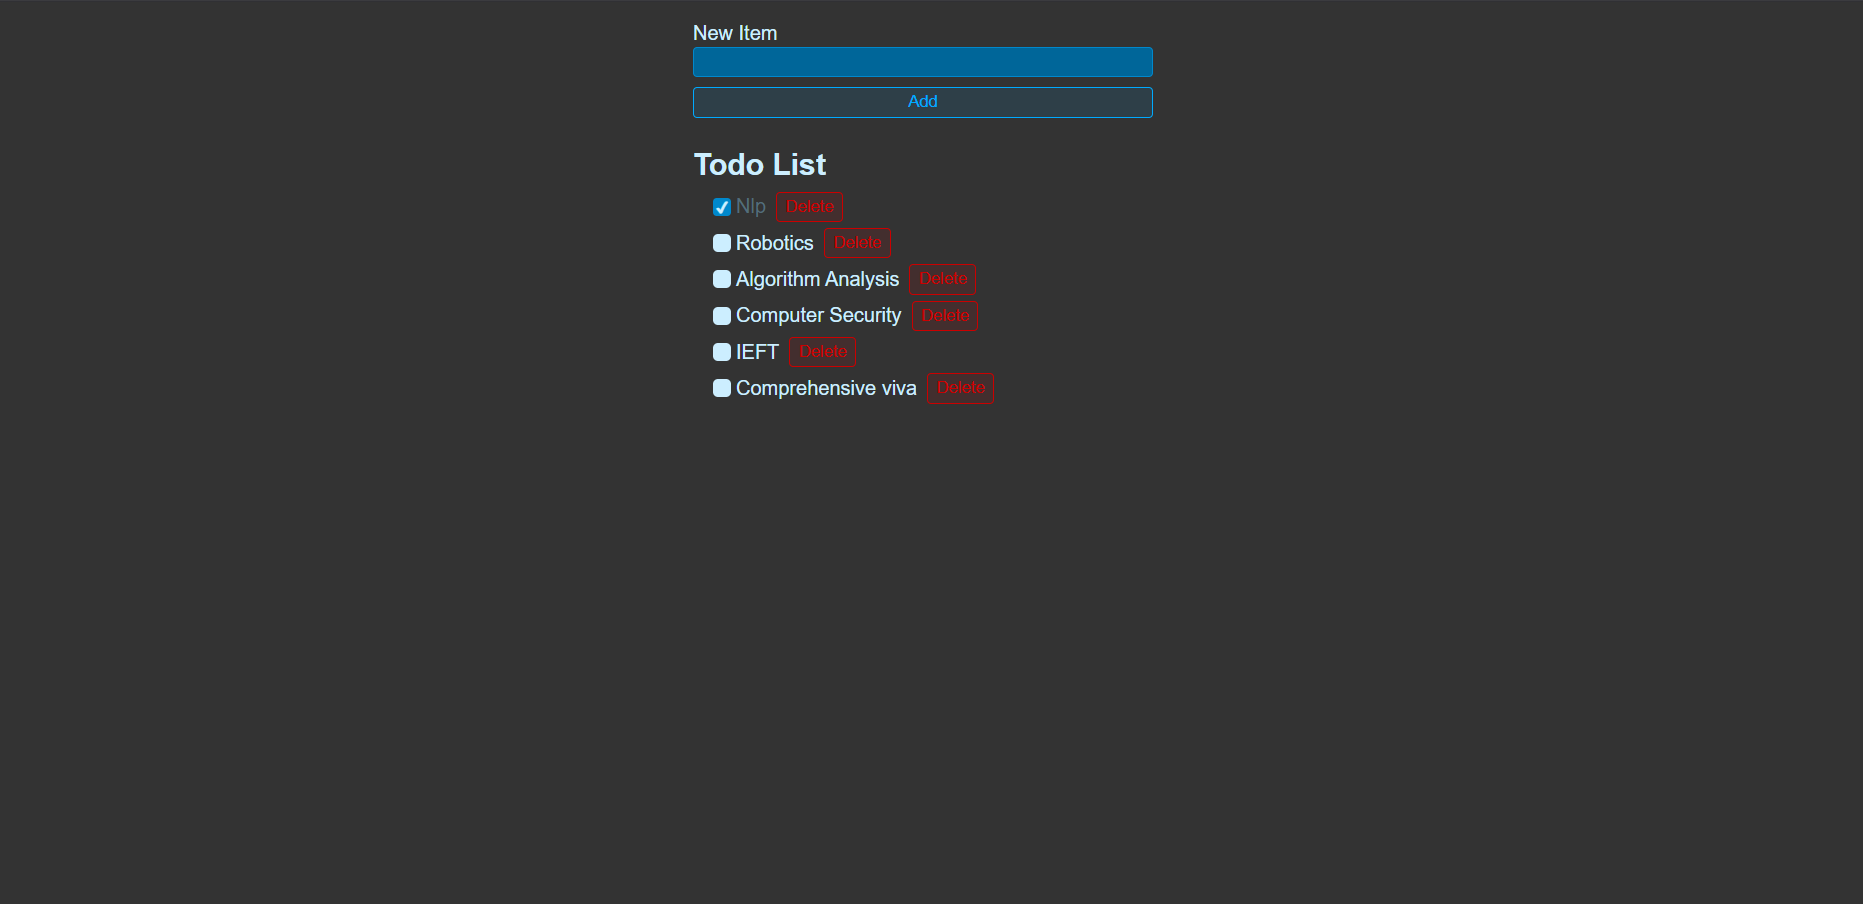 New Item
Add
Todo List
Nlp Delete
Robotics Delete
Algorithm Analysis Delete
Computer Security Delete
IEFT Delete
Comprehensive viva Delete